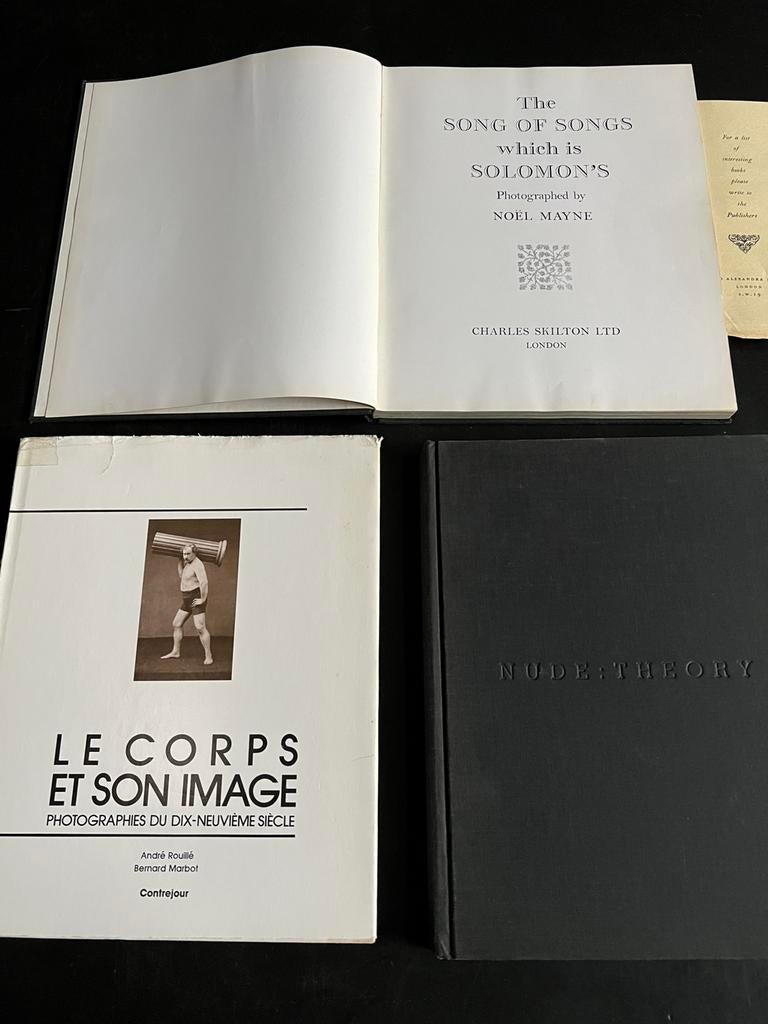 The
SONG OF SONGS
which is
SOLOMON'S
Photographed by
NOËL MAYNE
CHARLES SKILTON LTD
LONDON
For a list
of
interesting
books
please
write to
the
Publishers
ALEXANDRA
LONDON
S.W.19
LE CORPS
ET SON IMAGE
PHOTOGRAPHIES DU DIX-NEUVIÈME SIÈCLE
André Rouillé
Bernard Marbot
Contrejour
NUDE:THEORY